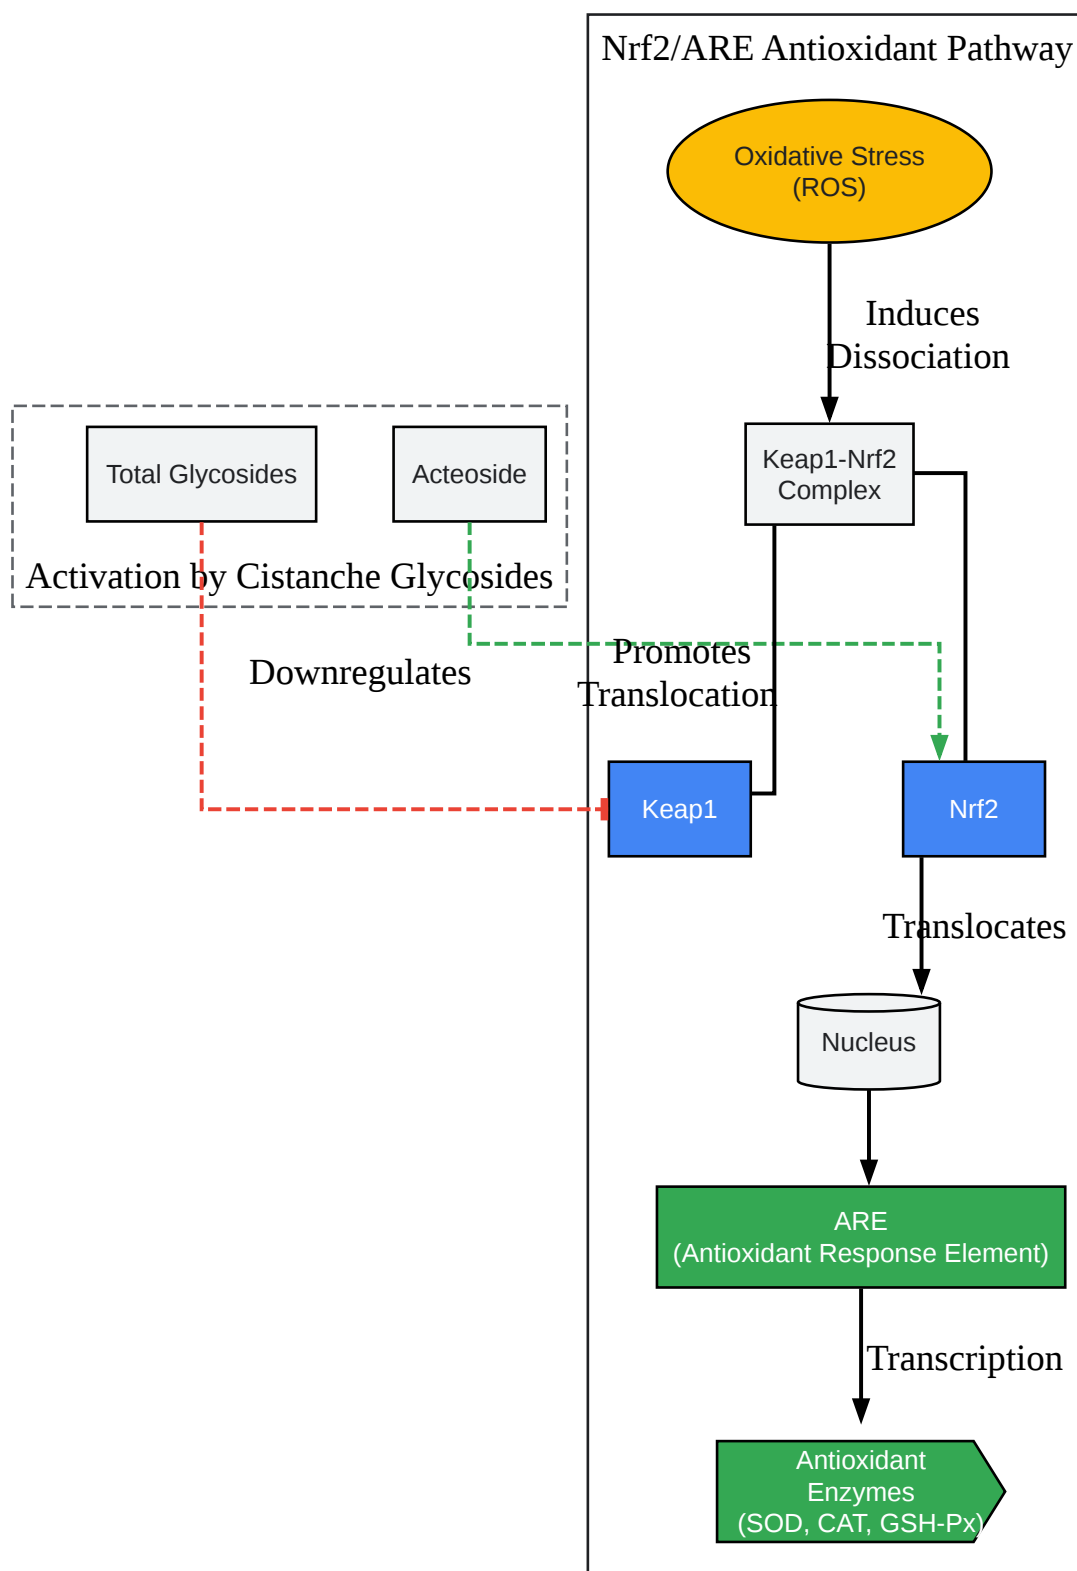 Nrf2/ARE Antioxidant Pathway
Oxidative Stress
(ROS)
Induces
Dissociation
Total Glycosides
Acteoside
Keap1-Nrf2
Complex
Activation by Cistanche Glycosides
Downregulates
Promotes
Translocation
Keap1
Nrf2
Translocates
Nucleus
ARE
(Antioxidant Response Element)
Transcription
Antioxidant
Enzymes
(SOD, CAT, GSH-Px)